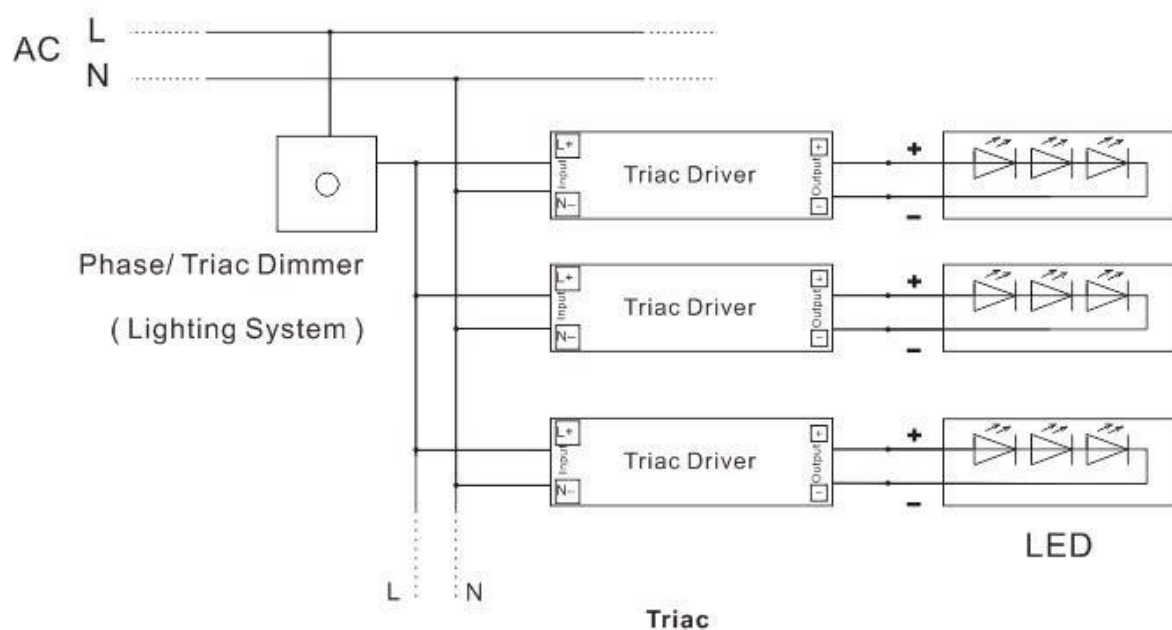 AC
L
N
L+
Input
N-
Triac Driver
+
Output
-
+
-
Phase/ Triac Dimmer
( Lighting System )
L+
Input
N-
Triac Driver
+
Output
-
+
-
L+
Input
N-
Triac Driver
+
Output
-
+
-
LED
L
N
Triac